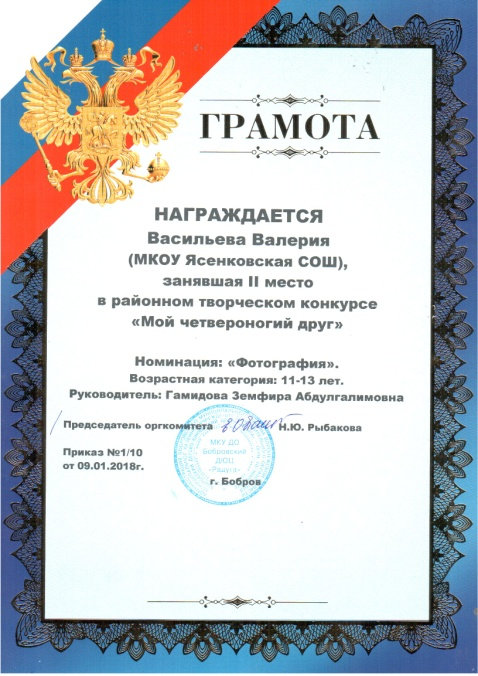 ГРАМОТА
НАГРАЖДАЕТСЯ
Васильева Валерия
(МКОУ Ясенковская СОШ),
занявшая II место
в районном творческом конкурсе
«Мой четвероногий друг»
Номинация: «Фотография».
Возрастная категория: 11-13 лет.
Руководитель: Гамидова Земфира Абдулгалимовна
Председатель оргкомитета Н.Ю. Рыбакова
Приказ №1/10
от 09.01.2018г.
МКУ ДО
Бобровский
ДЮЦ
«Радуга»
г. Бобров